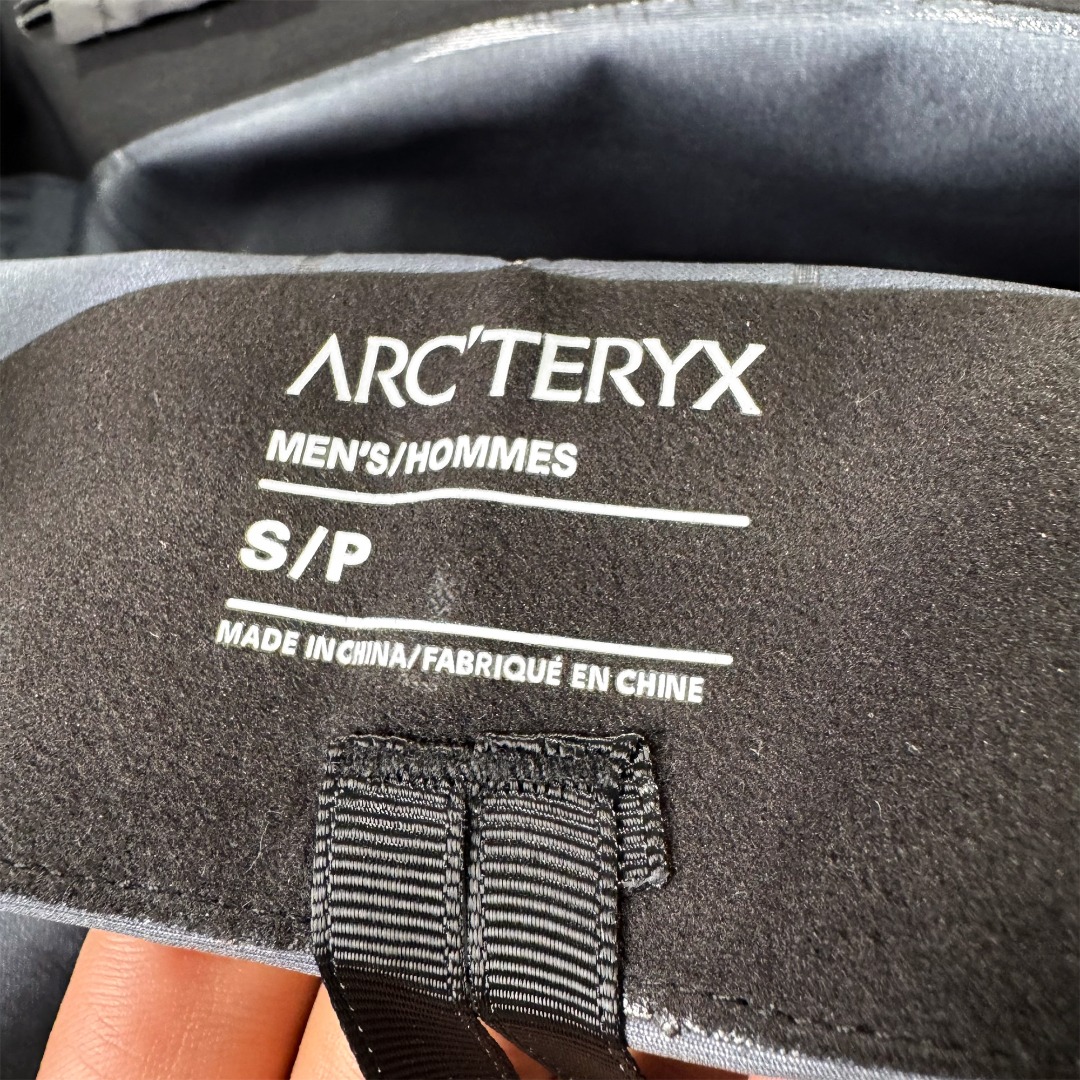 ARC'TERYX
MEN'S/HOMMES
S/P
MADE IN CHINA/FABRIQUÉ EN CHINE